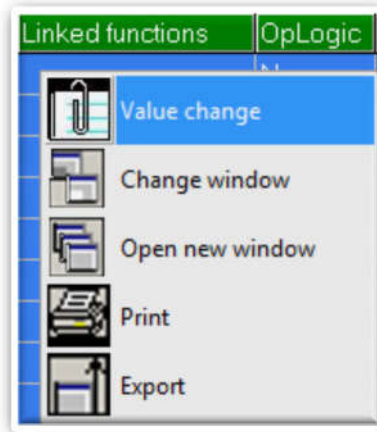 Linked functions OpLogic
Value change
Change window
Open new window
Print
Export